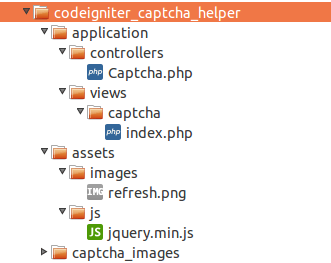 codeigniter_captcha_helper
application
controllers
php Captcha.php
views
captcha
php index.php
assets
images
IMG refresh.png
js
JS jquery.min.js
captcha_images